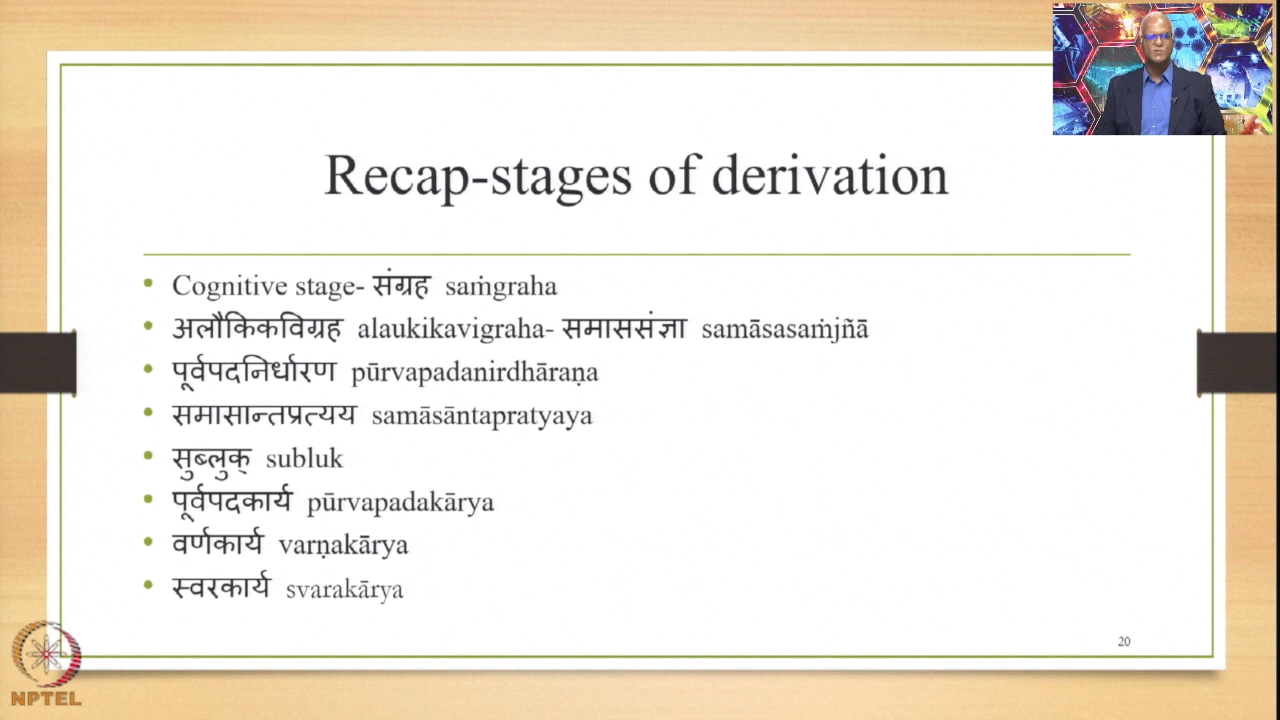 Recap-stages of derivation
• Cognitive stage- संग्रह saṁgraha
• अलौकिकविग्रह alaukikavigraha- समाससंज्ञा samāsasaṁjñā
• पूर्वपदनिर्धारण pūrvapadanirdhāraṇa
• समासान्तप्रत्यय samāsāntapratyaya
• सुब्लुक् subluk
• पूर्वपदकार्य pūrvapadakārya
• वर्णकार्य varṇakārya
• स्वरकार्य svarakārya
20
NPTEL